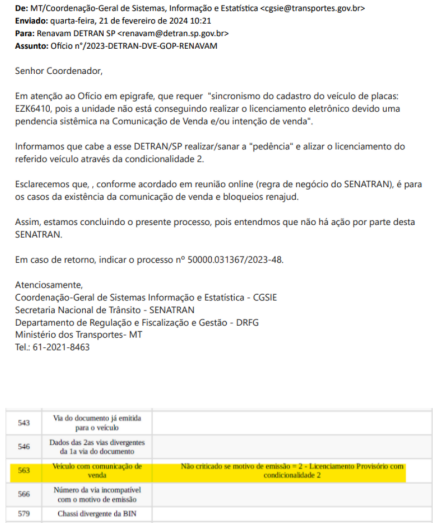 De: MT/Coordenação-Geral de Sistemas, Informação e Estatística <cgsie@transportes.gov.br>
Enviado: quarta-feira, 21 de fevereiro de 2024 10:21
Para: Renavam DETRAN SP <renavam@detran.sp.gov.br>
Assunto: Ofício n°/2023-DETRAN-DVE-GOP-RENAVAM
Senhor Coordenador,
Em atenção ao Ofício em epigrafe, que requer "sincronismo do cadastro do veículo de placas:
EZK6410, pois a unidade não está conseguindo realizar o licenciamento eletrônico devido uma
pendencia sistêmica na Comunicação de Venda e/ou intenção de venda".
Informamos que cabe a esse DETRAN/SP realizar/sanar a "pedência" e alizar o licenciamento do
referido veículo através da condicionalidade 2.
Esclarecemos que, , conforme acordado em reunião online (regra de negócio do SENATRAN), é para
os casos da existência da comunicação de venda e bloqueios renajud.
Assim, estamos concluindo o presente processo, pois entendmos que não há ação por parte desta
SENATRAN.
Em caso de retorno, indicar o processo nº 50000.031367/2023-48.
Atenciosamente,
Coordenação-Geral de Sistemas Informação e Estatística - CGSIE
Secretaria Nacional de Trânsito - SENATRAN
Departamento de Regulação e Fiscalização e Gestão - DRFG
Ministério dos Transportes- MT
Tel.: 61-2021-8463
543 Via do documento já emitida
para o veículo
546 Dados das 2as vias divergentes
da 1a via do documento
563 Veículo com comunicação de
venda
Não criticado se motivo de emissão = 2 - Licenciamento Provisório com
condicionalidade 2
566 Número da via incompatível
com o motivo de emissão
579 Chassi divergente da BIN